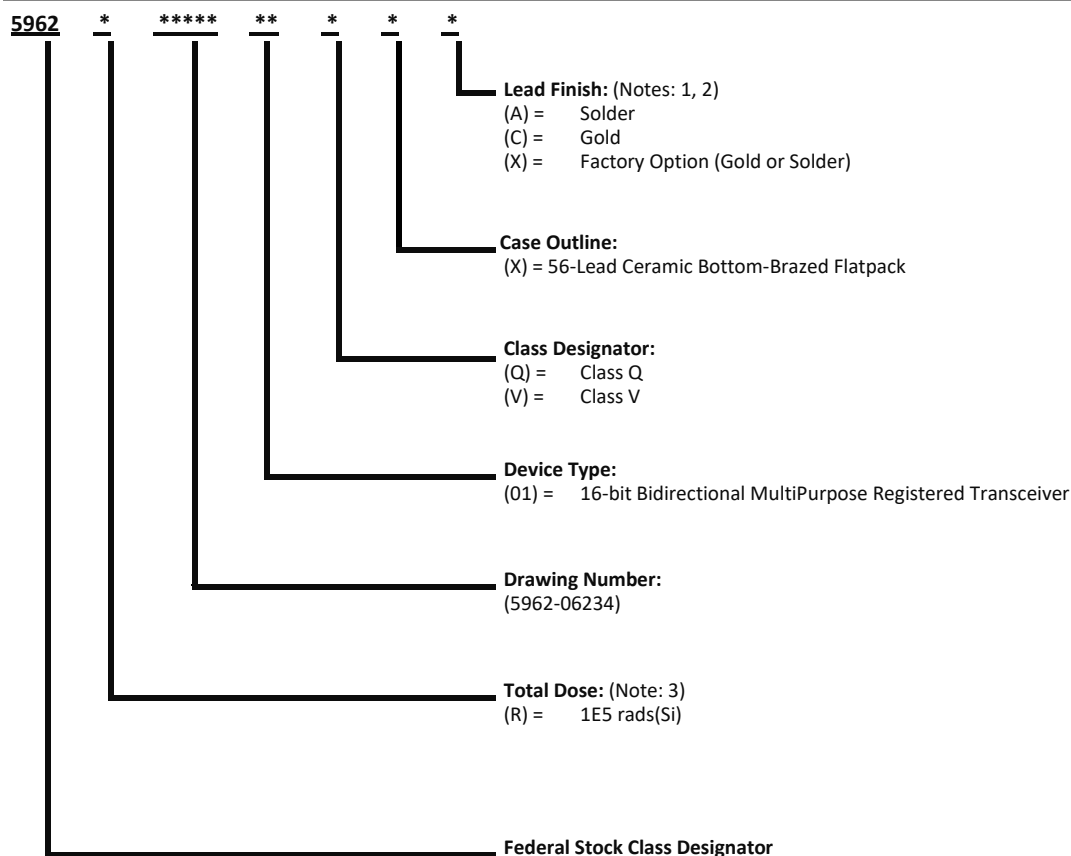 5962 * ***** ** * * *
Lead Finish: (Notes: 1, 2)
(A) = Solder
(C) = Gold
(X) = Factory Option (Gold or Solder)
Case Outline:
(X) = 56-Lead Ceramic Bottom-Brazed Flatpack
Class Designator:
(Q) = Class Q
(V) = Class V
Device Type:
(01) = 16-bit Bidirectional MultiPurpose Registered Transceiver
Drawing Number:
(5962-06234)
Total Dose: (Note: 3)
(R) = 1E5 rads(Si)
Federal Stock Class Designator